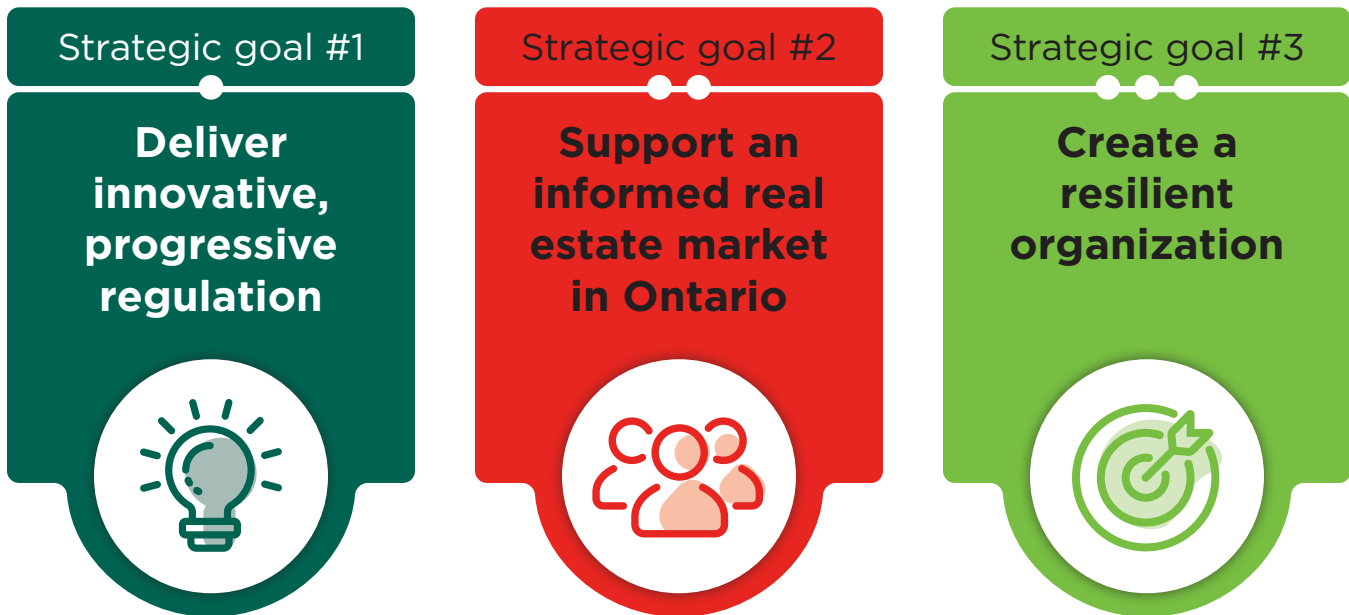 Strategic goal #1
Deliver
innovative,
progressive
regulation
Strategic goal #2
Support an
informed real
estate market
in Ontario
Strategic goal #3
Create a
resilient
organization